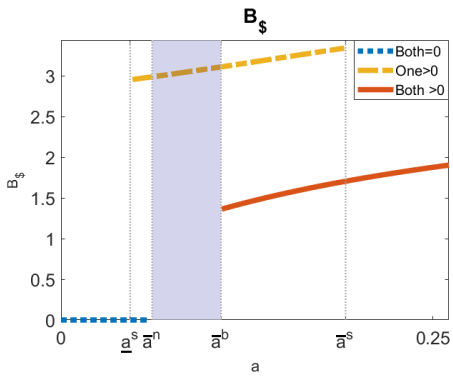 B$
Both=0
One>0
Both >0
3
2.5
2
1.5
1
0.5
0
B$
0 a̲ˢ a̅ⁿ a̅ᵇ a̅ˢ 0.25
a